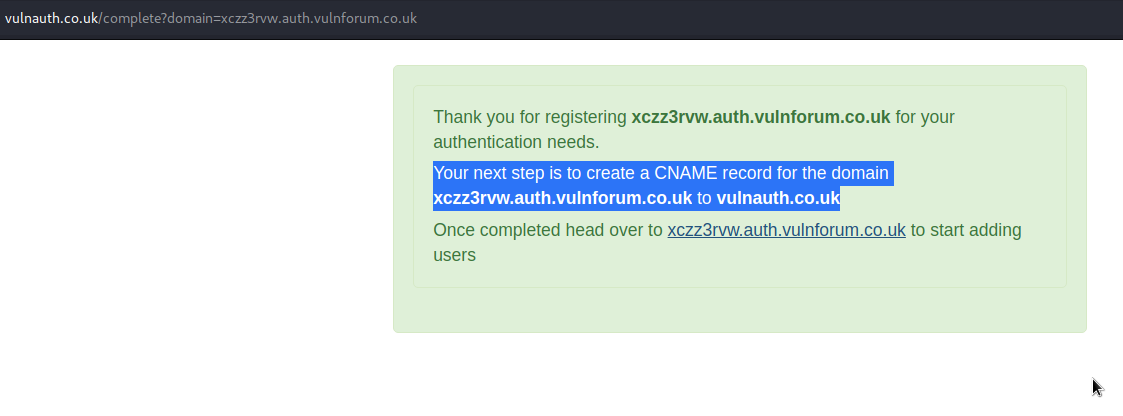 vulnauth.co.uk/complete?domain=xczz3rvw.auth.vulnforum.co.uk
Thank you for registering xczz3rvw.auth.vulnforum.co.uk for your
authentication needs.
Your next step is to create a CNAME record for the domain
xczz3rvw.auth.vulnforum.co.uk to vulnauth.co.uk
Once completed head over to xczz3rvw.auth.vulnforum.co.uk to start adding
users